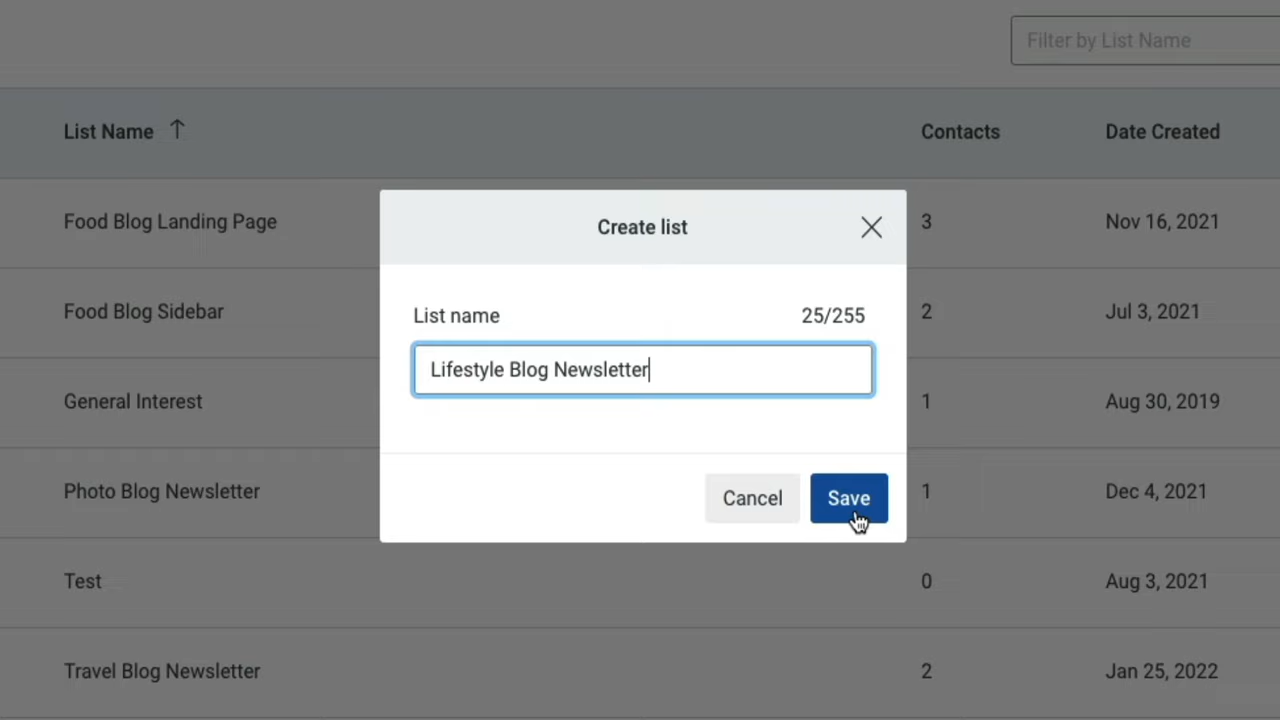 Filter by List Name
List Name Contacts Date Created
Create list
Food Blog Landing Page 3 Nov 16, 2021
List name 25/255
Food Blog Sidebar 2 Jul 3, 2021
Lifestyle Blog Newsletter
General Interest 1 Aug 30, 2019
Photo Blog Newsletter 1 Dec 4, 2021
Cancel Save
Test 0 Aug 3, 2021
Travel Blog Newsletter 2 Jan 25, 2022